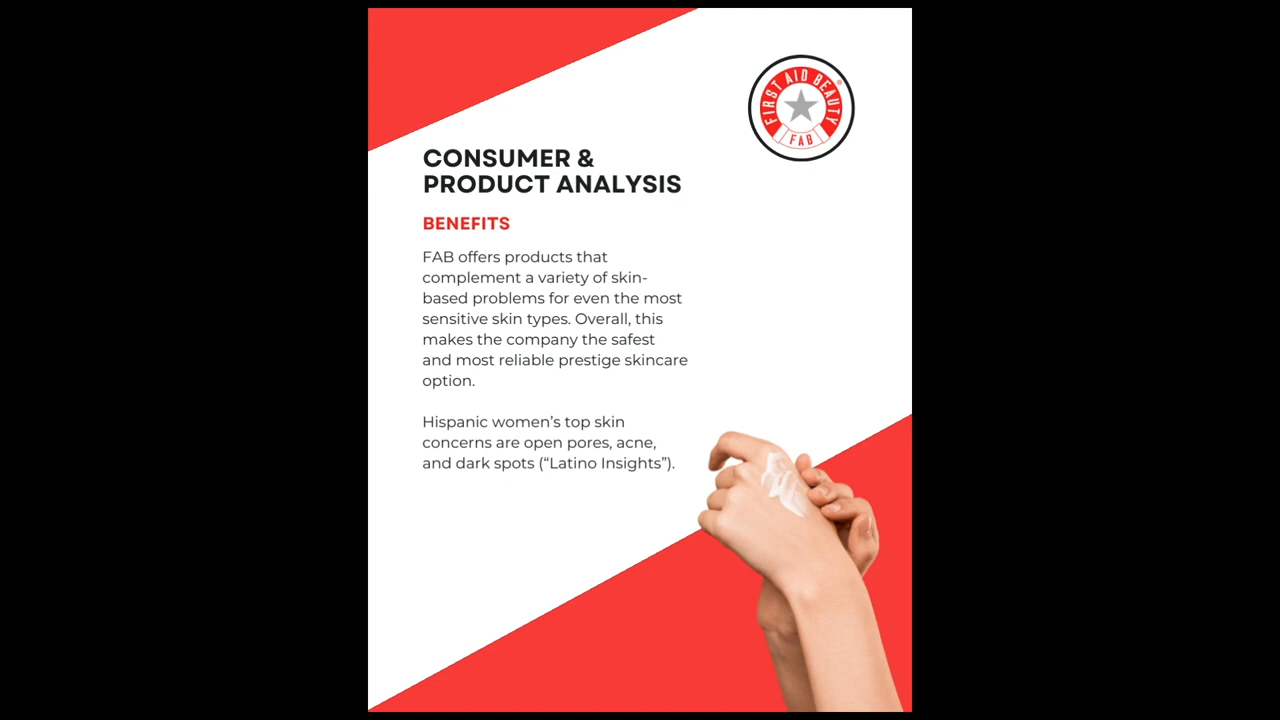 FIRST AID BEAUTY
FAB
CONSUMER &
PRODUCT ANALYSIS
BENEFITS
FAB offers products that
complement a variety of skin-
based problems for even the most
sensitive skin types. Overall, this
makes the company the safest
and most reliable prestige skincare
option.
Hispanic women’s top skin
concerns are open pores, acne,
and dark spots (“Latino Insights”).